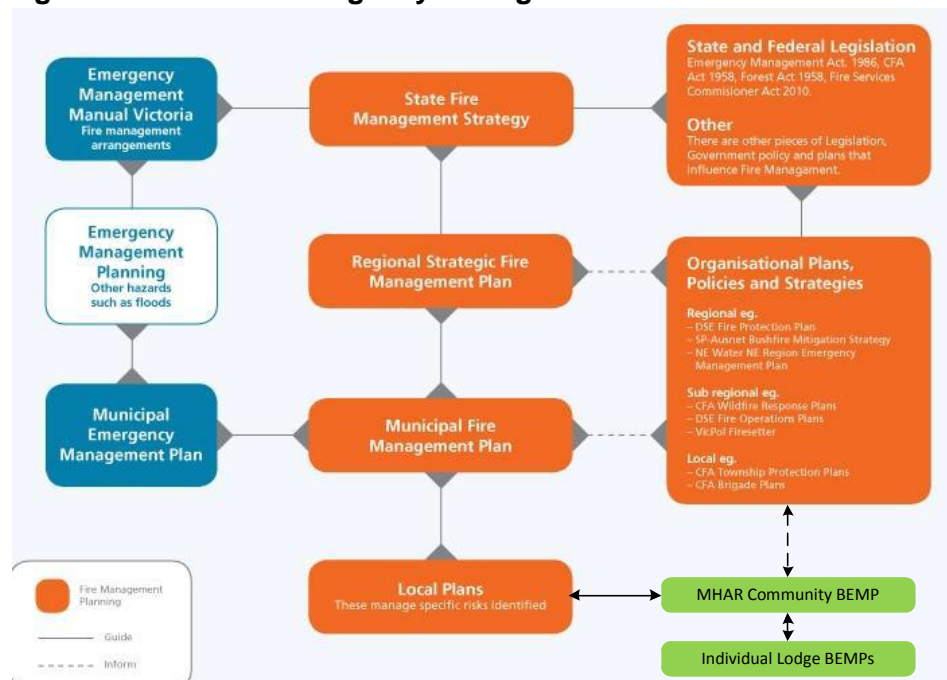 Emergency
Management
Manual Victoria
Fire management
arrangements
State Fire
Management Strategy
State and Federal Legislation
Emergency Management Act. 1986, CFA
Act 1958, Forest Act 1958, Fire Services
Commisioner Act 2010.
Other
There are other pieces of Legislation,
Government policy and plans that
influence Fire Managament.
Emergency
Management
Planning
Other hazards
such as floods
Regional Strategic Fire
Management Plan
Organisational Plans,
Policies and Strategies
Regional eg.
– DSE Fire Protection Plan
– SP-Ausnet Bushfire Mitigation Strategy
– NE Water NE Region Emergency
Management Plan
Sub regional eg.
– CFA Wildfire Response Plans
– DSE Fire Operations Plans
– VicPol Firesetter
Local eg.
– CFA Township Protection Plans
– CFA Brigade Plans
Municipal
Emergency
Management Plan
Municipal Fire
Management Plan
Local Plans
These manage specific risks identified
MHAR Community BEMP
Individual Lodge BEMPs
Fire Management
Planning
Guide
Inform